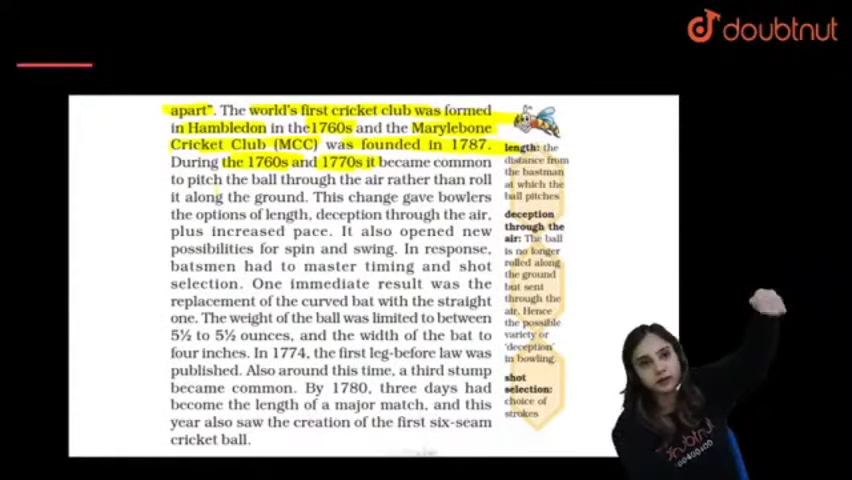 doubtnut
apart". The world's first cricket club was formed
in Hambledon in the1760s and the Marylebone
Cricket Club (MCC) was founded in 1787.
During the 1760s and 1770s it became common
to pitch the ball through the air rather than roll
it along the ground. This change gave bowlers
the options of length, deception through the air,
plus increased pace. It also opened new
possibilities for spin and swing. In response,
batsmen had to master timing and shot
selection. One immediate result was the
replacement of the curved bat with the straight
one. The weight of the ball was limited to between
5½ to 5½ ounces, and the width of the bat to
four inches. In 1774, the first leg-before law was
published. Also around this time, a third stump
became common. By 1780, three days had
become the length of a major match, and this
year also saw the creation of the first six-seam
cricket ball.
length: the
distance from
the bastman
at which the
ball pitches
deception
through the
air: The ball
is no longer
rolled along
the ground
but sent
through the
air. Hence
the possible
variety or
'deception'
in bowling.
shot
selection:
choice of
strokes
doubtnut